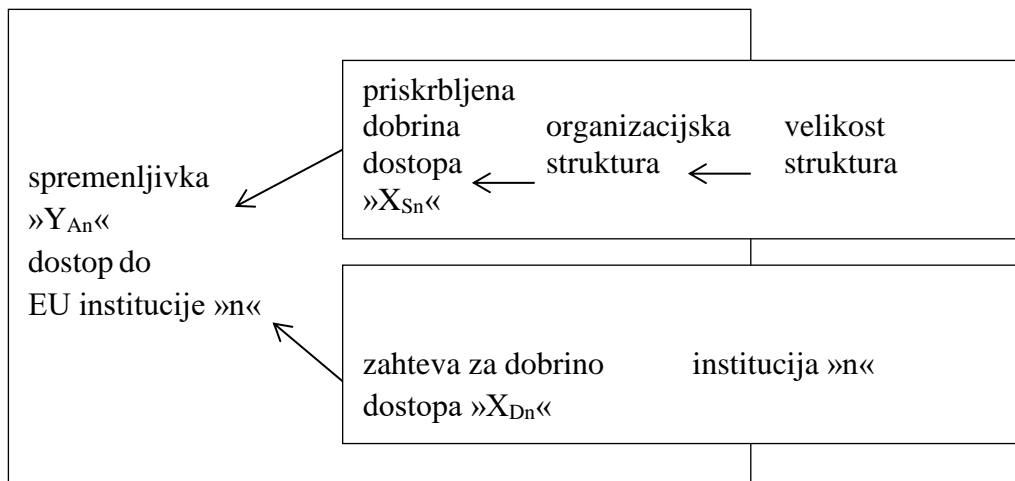 priskrbljena
dobrina organizacijska velikost
dostopa struktura struktura
»XSn«
spremenljivka
»YAn«
dostop do
EU institucije »n«
zahteva za dobrino institucija »n«
dostopa »XDn«